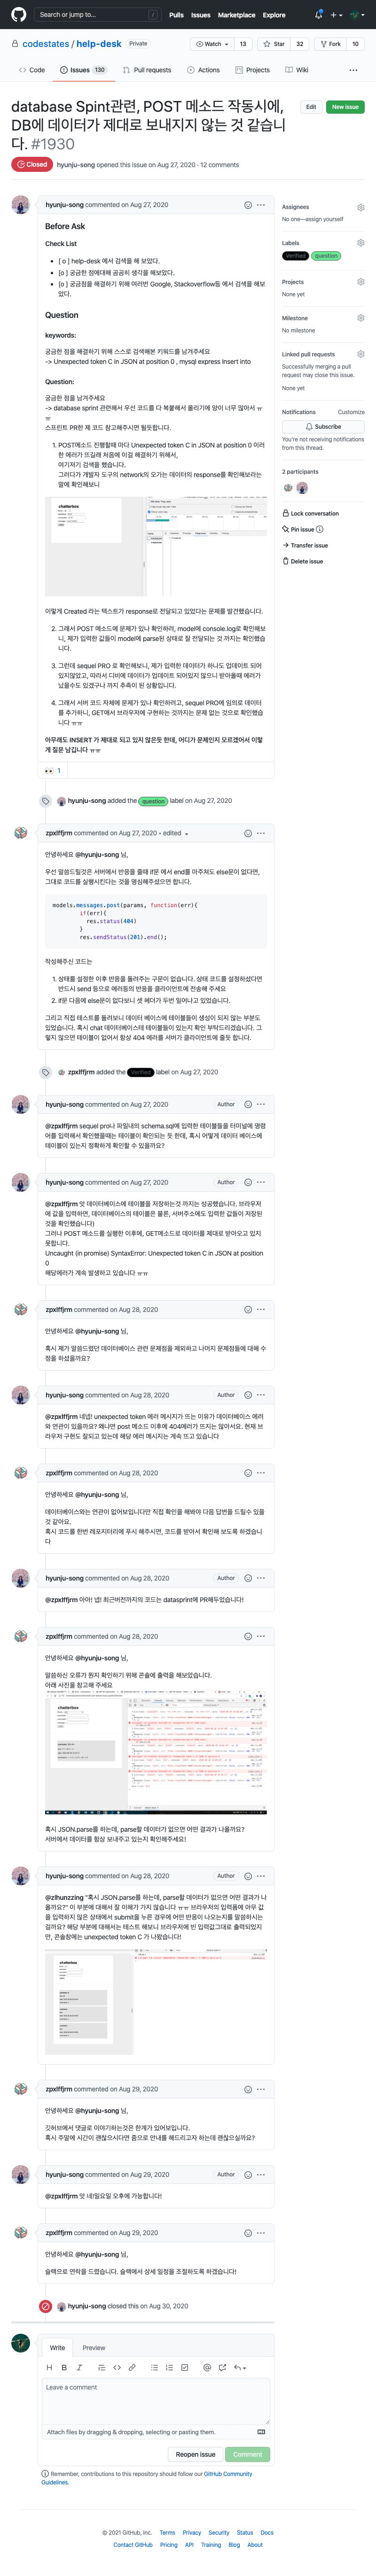 Search or jump to...
/
Pulls Issues Marketplace Explore
codestates / help-desk Private
Watch 13 Star 32 Fork 10
Code Issues 130 Pull requests Actions Projects Wiki
database Spint관련, POST 메소드 작동시에,
DB에 데이터가 제대로 보내지지 않는 것 같습니
다. #1930
Edit New issue
Closed hyunju-song opened this issue on Aug 27, 2020 · 12 comments
hyunju-song commented on Aug 27, 2020
Before Ask
Check List
[ o ] help-desk 에서 검색을 해 보았다.
[o ] 궁금한 점에대해 곰곰히 생각을 해보았다.
[o ] 궁금점을 해결하기 위해 여러번 Google, Stackoverflow등 에서 검색을 해보
았다.
Question
keywords:
궁금한 점을 해결하기 위해 스스로 검색해본 키워드를 남겨주세요
-> Unexpected token C in JSON at position 0 , mysql express Insert into
Question:
궁금한 점을 남겨주세요
-> database sprint 관련해서 우선 코드를 다 복붙해서 올리기에 양이 너무 많아서 ㅠ
ㅠ
스프린트 PR한 제 코드 참고해주시면 될듯합니다.
1. POST메소드 진행할때 마다 Unexpected token C in JSON at position 0 이러
한 에러가 뜨길래 처음에 이걸 해결하기 위해서,
여기저기 검색을 했습니다.
그러다가 개발자 도구의 network의 오가는 데이터의 response를 확인해보라는
말에 확인해보니
chatterbox
이렇게 Created 라는 텍스트가 response로 전달되고 있었다는 문제를 발견했습니다.
2. 그래서 POST 메소드에 문제가 있나 확인하려, model에 console.log로 확인해보
니, 제가 입력한 값들이 model에 parse된 상태로 잘 전달되는 것 까지는 확인했습니
다.
3. 그런데 sequel PRO 로 확인해보니, 제가 입력한 데이터가 하나도 업데이트 되어
있지않았고, 따라서 디비에 데이터가 업데이트 되어있지 않으니 받아올때 에러가
났을수도 있겠구나 까지 추측이 된 상황입니다.
4. 그래서 서버 코드 자체에 문제가 있나 확인하려고, sequel PRO에 임의로 데이터
를 추가하니, GET에서 브라우저에 구현하는 것까지는 문제 없는 것으로 확인했습니
다 ㅠㅠ
아무래도 INSERT 가 제대로 되고 있지 않은듯 한데, 어디가 문제인지 모르겠어서 이렇
게 질문 남깁니다 ㅠㅠ
👀 1
hyunju-song added the question label on Aug 27, 2020
zpxlffjrm commented on Aug 27, 2020 • edited
안녕하세요 @hyunju-song 님,
우선 말씀드릴것은 서버에서 반응을 줄때 if문 에서 end를 마주쳐도 else문이 없다면,
그대로 코드를 실행시킨다는 것을 명심해주셨으면 합니다.
models.messages.post(params, function(err){
if(err){
res.status(404)
}
res.sendStatus(201).end();
작성해주신 코드는
1. 상태를 설정한 이후 반응을 돌려주는 구문이 없습니다. 상태 코드를 설정하셨다면
반드시 send 등으로 에러등의 반응을 클라이언트에 전송해 주세요
2. if문 다음에 else문이 없다보니 셋 헤더가 두번 일어나고 있었습니다.
그리고 직접 테스트를 돌려보니 데이터 베이스에 테이블들이 생성이 되지 않는 부분도
있었습니다. 혹시 chat 데이터베이스에 테이블들이 있는지 확인 부탁드리겠습니다. 그
렇지 않으면 테이블이 없어서 항상 404 에러를 서버가 클라이언트에 줄듯 합니다.
zpxlffjrm added the Verified label on Aug 27, 2020
hyunju-song commented on Aug 27, 2020 Author
@zpxlffjrm sequel pro나 파일내의 schema.sql에 입력한 테이블들을 터미널에 명령
어를 입력해서 확인했을때는 테이블이 확인되는 듯 한데, 혹시 어떻게 데이터 베이스에
테이블이 있는지 정확하게 확인할 수 있을까요?
hyunju-song commented on Aug 27, 2020 Author
@zpxlffjrm 앗 데이터베이스에 테이블을 저장하는것 까지는 성공했습니다. 브라우저
에 값을 입력하면, 데이터베이스의 테이블은 물론, 서버주소에도 입력한 값들이 저장된
것을 확인했습니다)
그러나 POST 메소드를 실행한 이후에, GET메소드로 데이터를 제대로 받아오고 있지
못합니다.
Uncaught (in promise) SyntaxError: Unexpected token C in JSON at position
0
해당에러가 계속 발생하고 있습니다 ㅠㅠ
zpxlffjrm commented on Aug 28, 2020
안녕하세요 @hyunju-song 님,
혹시 제가 말씀드렸던 데이터베이스 관련 문제점을 제외하고 나머지 문제점들에 대해 수
정을 하셨을까요?
hyunju-song commented on Aug 28, 2020 Author
@zpxlffjrm 네넵! unexpected token 에러 메시지가 뜨는 이유가 데이터베이스 에러
와 연관이 있을까요? 왜냐면 post 메소드 이후에 404에러가 뜨지는 않아서요. 현재 브
라우저 구현도 잘되고 있는데 해당 에러 메시지는 계속 뜨고 있습니다
zpxlffjrm commented on Aug 28, 2020
안녕하세요 @hyunju-song 님,
데이터베이스와는 연관이 없어보입니다만 직접 확인을 해봐야 다음 답변을 드릴수 있을
것 같아요.
혹시 코드를 한번 레포지터리에 푸시 해주시면, 코드를 받아서 확인해 보도록 하겠습니
다
hyunju-song commented on Aug 28, 2020 Author
@zpxlffjrm 아아! 넵! 최근버전까지의 코드는 datasprint에 PR해두었습니다!
zpxlffjrm commented on Aug 28, 2020
안녕하세요 @hyunju-song 님,
말씀하신 오류가 뭔지 확인하기 위해 콘솔에 출력을 해보았습니다.
아래 사진을 참고해 주세요
chatterbox
혹시 JSON.parse를 하는데, parse할 데이터가 없으면 어떤 결과가 나올까요?
서버에서 데이터를 항상 보내주고 있는지 확인해주세요!
hyunju-song commented on Aug 28, 2020 Author
@zlhunzzing "혹시 JSON.parse를 하는데, parse할 데이터가 없으면 어떤 결과가 나
올까요?" 이 부분에 대해서 잘 이해가 가지 않습니다 ㅠㅠ 브라우저의 입력폼에 아무 값
을 입력하지 않은 상태에서 submit을 누른 경우에 어떤 반응이 나오는지를 말씀하시는
걸까요? 해당 부분에 대해서는 테스트 해보니 브라우저에 빈 입력값그대로 출력되었지
만, 콘솔창에는 unexpected token C 가 나왔습니다!
chatterbox
zpxlffjrm commented on Aug 29, 2020
안녕하세요 @hyunju-song 님,
깃허브에서 댓글로 이야기하는것은 한계가 있어보입니다.
혹시 주말에 시간이 괜찮으시다면 줌으로 안내를 해드리고자 하는데 괜찮으실까요?
hyunju-song commented on Aug 29, 2020 Author
@zpxlffjrm 앗 네!일요일 오후에 가능합니다!
zpxlffjrm commented on Aug 29, 2020
안녕하세요 @hyunju-song 님,
슬랙으로 연락을 드렸습니다. 슬랙에서 상세 일정을 조절하도록 하겠습니다!
hyunju-song closed this on Aug 30, 2020
Write Preview
Leave a comment
Attach files by dragging & dropping, selecting or pasting them.
Reopen issue Comment
Remember, contributions to this repository should follow our GitHub Community
Guidelines.
Assignees
No one—assign yourself
Labels
Verified question
Projects
None yet
Milestone
No milestone
Linked pull requests
Successfully merging a pull
request may close this issue.
None yet
Notifications Customize
Subscribe
You're not receiving notifications
from this thread.
2 participants
Lock conversation
Pin issue
Transfer issue
Delete issue
© 2021 GitHub, Inc. Terms Privacy Security Status Docs
Contact GitHub Pricing API Training Blog About